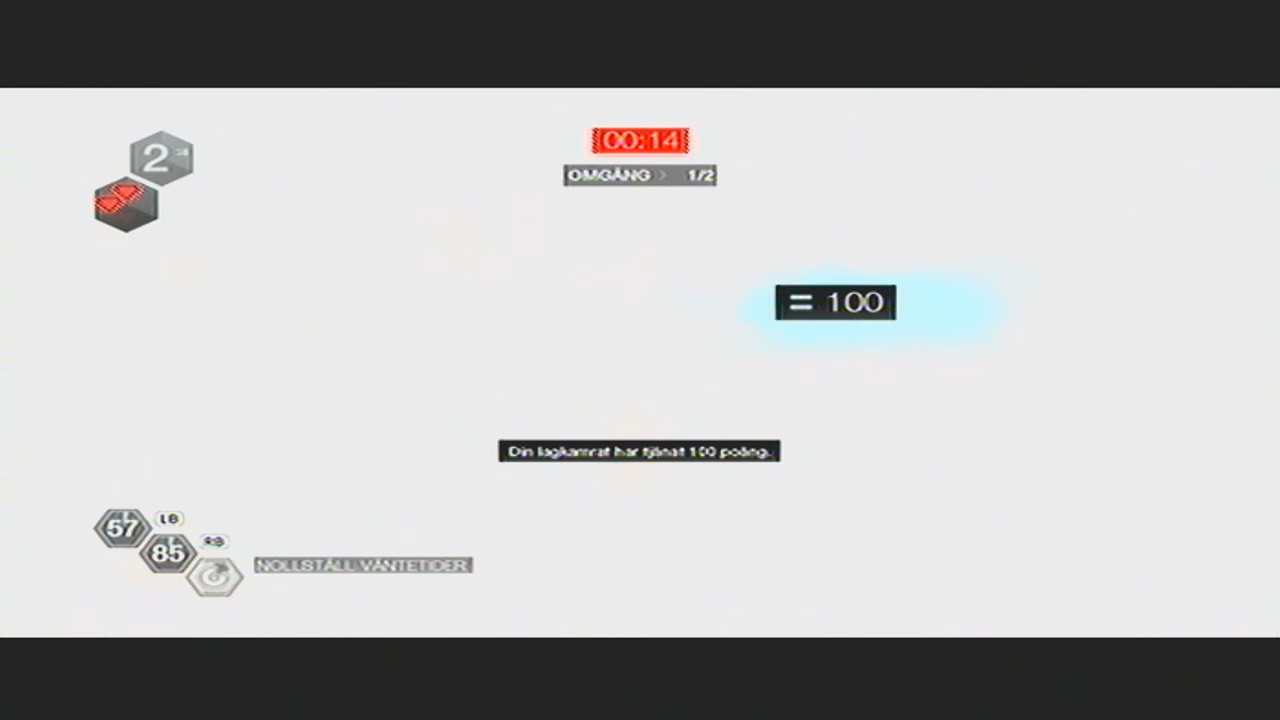 2
00:14
OMGÅNG > 1/2
= 100
Din lagkamrat har tjänat 100 poäng.
57 LB
85 RB
NOLLSTÄLL VÄNTETIDER